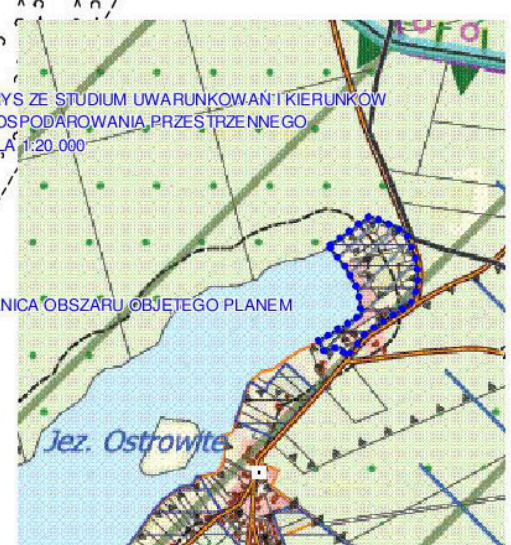 YS ZE STUDIUM UWARUNKOWAŃ I KIERUNKÓW
OSPODAROWANIA PRZESTRZENNEGO
LA 1:20 000
NICA OBSZARU OBJĘTEGO PLANEM
Jez. Ostrowite